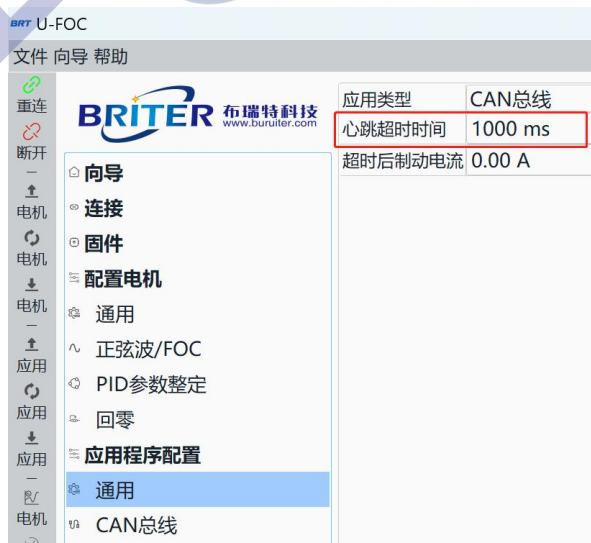 BRT U-FOC
文件 向导 帮助
重连
断开
电机
电机
电机
应用
应用
应用
电机
BRITER 布瑞特科技
www.buruiter.com
向导
连接
固件
配置电机
通用
正弦波/FOC
PID参数整定
回零
应用程序配置
通用
CAN总线
应用类型 CAN总线
心跳超时时间 1000 ms
超时后制动电流 0.00 A